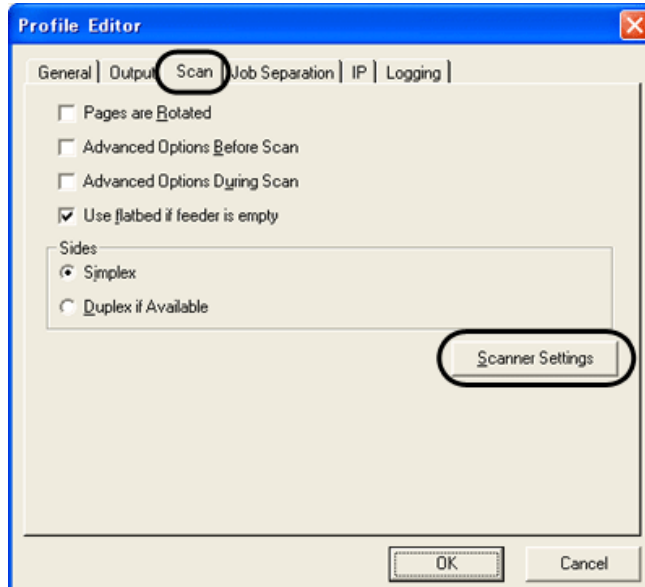 Profile Editor
General Output Scan Job Separation IP Logging
Pages are Rotated
Advanced Options Before Scan
Advanced Options During Scan
Use flatbed if feeder is empty
Sides
Simplex
Duplex if Available
Scanner Settings
OK Cancel